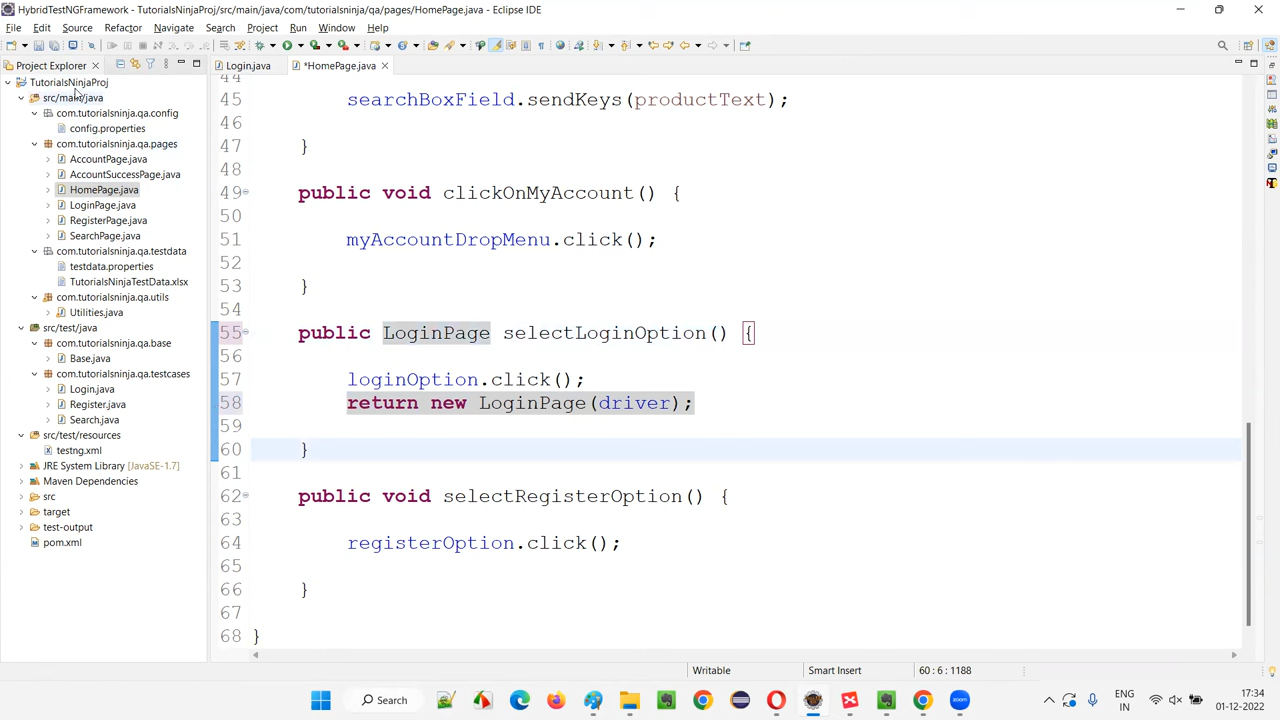 HybridTestNGFramework - TutorialsNinjaProj/src/main/java/com/tutorialsninja/qa/pages/HomePage.java - Eclipse IDE
File Edit Source Refactor Navigate Search Project Run Window Help
Project Explorer
Login.java
*HomePage.java
TutorialsNinjaProj
src/main/java
com.tutorialsninja.qa.config
config.properties
com.tutorialsninja.qa.pages
AccountPage.java
AccountSuccessPage.java
HomePage.java
LoginPage.java
RegisterPage.java
SearchPage.java
com.tutorialsninja.qa.testdata
testdata.properties
TutorialsNinjaTestData.xlsx
com.tutorialsninja.qa.utils
Utilities.java
src/test/java
com.tutorialsninja.qa.base
Base.java
com.tutorialsninja.qa.testcases
Login.java
Register.java
Search.java
src/test/resources
testng.xml
JRE System Library [JavaSE-1.7]
Maven Dependencies
src
target
test-output
pom.xml
44
45 searchBoxField.sendKeys(productText);
46
47 }
48
49 public void clickOnMyAccount() {
50
51 myAccountDropMenu.click();
52
53 }
54
55 public LoginPage selectLoginOption() {
56
57 loginOption.click();
58 return new LoginPage(driver);
59
60 }
61
62 public void selectRegisterOption() {
63
64 registerOption.click();
65
66 }
67
68 }
Writable
Smart Insert
60 : 6 : 1188
Search
ENG
IN
17:34
01-12-2022